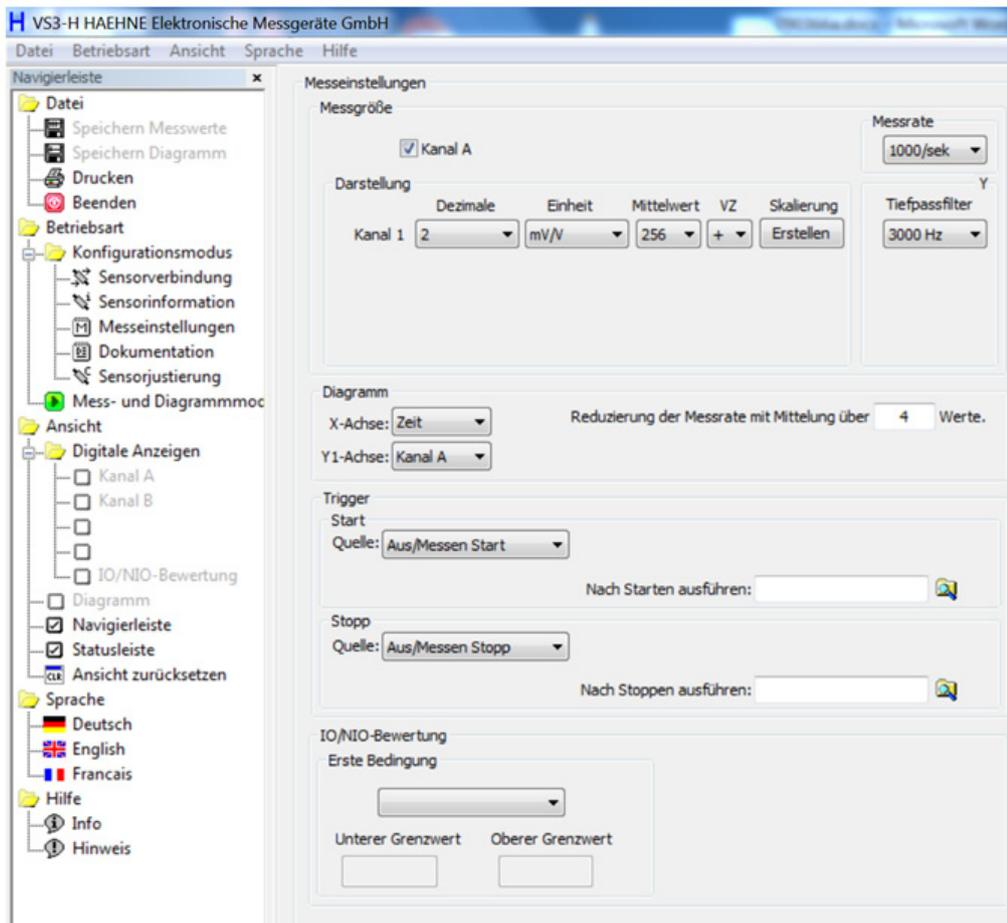 VS3-H HAEHNE Elektronische Messgeräte GmbH
Datei Betriebsart Ansicht Sprache Hilfe
Navigierleiste
Datei
Speichern Messwerte
Speichern Diagramm
Drucken
Beenden
Betriebsart
Konfigurationsmodus
Sensorverbindung
Sensorinformation
Messeinstellungen
Dokumentation
Sensorjustierung
Mess- und Diagrammmod
Ansicht
Digitale Anzeigen
Kanal A
Kanal B
IO/NIO-Bewertung
Diagramm
Navigierleiste
Statusleiste
Ansicht zurücksetzen
Sprache
Deutsch
English
Francais
Hilfe
Info
Hinweis
Messeinstellungen
Messgröße
Kanal A
Messrate
1000/sek
Darstellung
Dezimale Einheit Mittelwert VZ Skalierung
Kanal 1 2 mV/V 256 + Erstellen
Y
Tiefpassfilter
3000 Hz
Diagramm
X-Achse: Zeit
Reduzierung der Messrate mit Mittelung über 4 Werte.
Y1-Achse: Kanal A
Trigger
Start
Quelle: Aus/Messen Start
Nach Starten ausführen:
Stopp
Quelle: Aus/Messen Stopp
Nach Stoppen ausführen:
IO/NIO-Bewertung
Erste Bedingung
Unterer Grenzwert Oberer Grenzwert